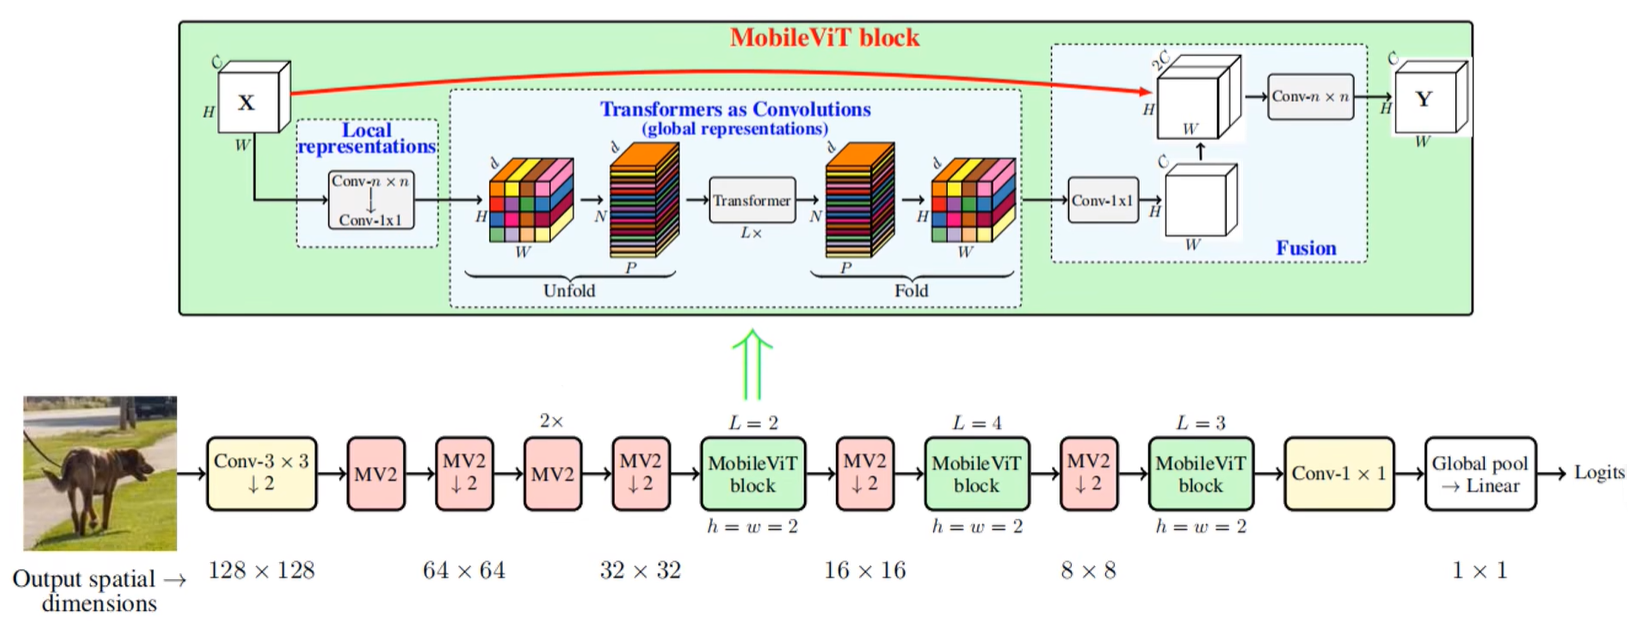 MobileViT block
C
X
H
W
Local
representations
Conv-n × n
↓
Conv-1x1
Transformers as Convolutions
(global representations)
d
H
W
d
N
P
Unfold
Transformer
L×
d
N
P
d
H
W
Fold
Conv-1x1
C
H
W
2C
H
W
Conv-n × n
Fusion
C
H
Y
W
Conv-3 × 3
↓ 2
MV2
MV2
↓ 2
2×
MV2
MV2
↓ 2
L = 2
MobileViT
block
h = w = 2
MV2
↓ 2
L = 4
MobileViT
block
h = w = 2
MV2
↓ 2
L = 3
MobileViT
block
h = w = 2
Conv-1 × 1
Global pool
→ Linear
Logits
Output spatial →
dimensions
128 × 128
64 × 64
32 × 32
16 × 16
8 × 8
1 × 1